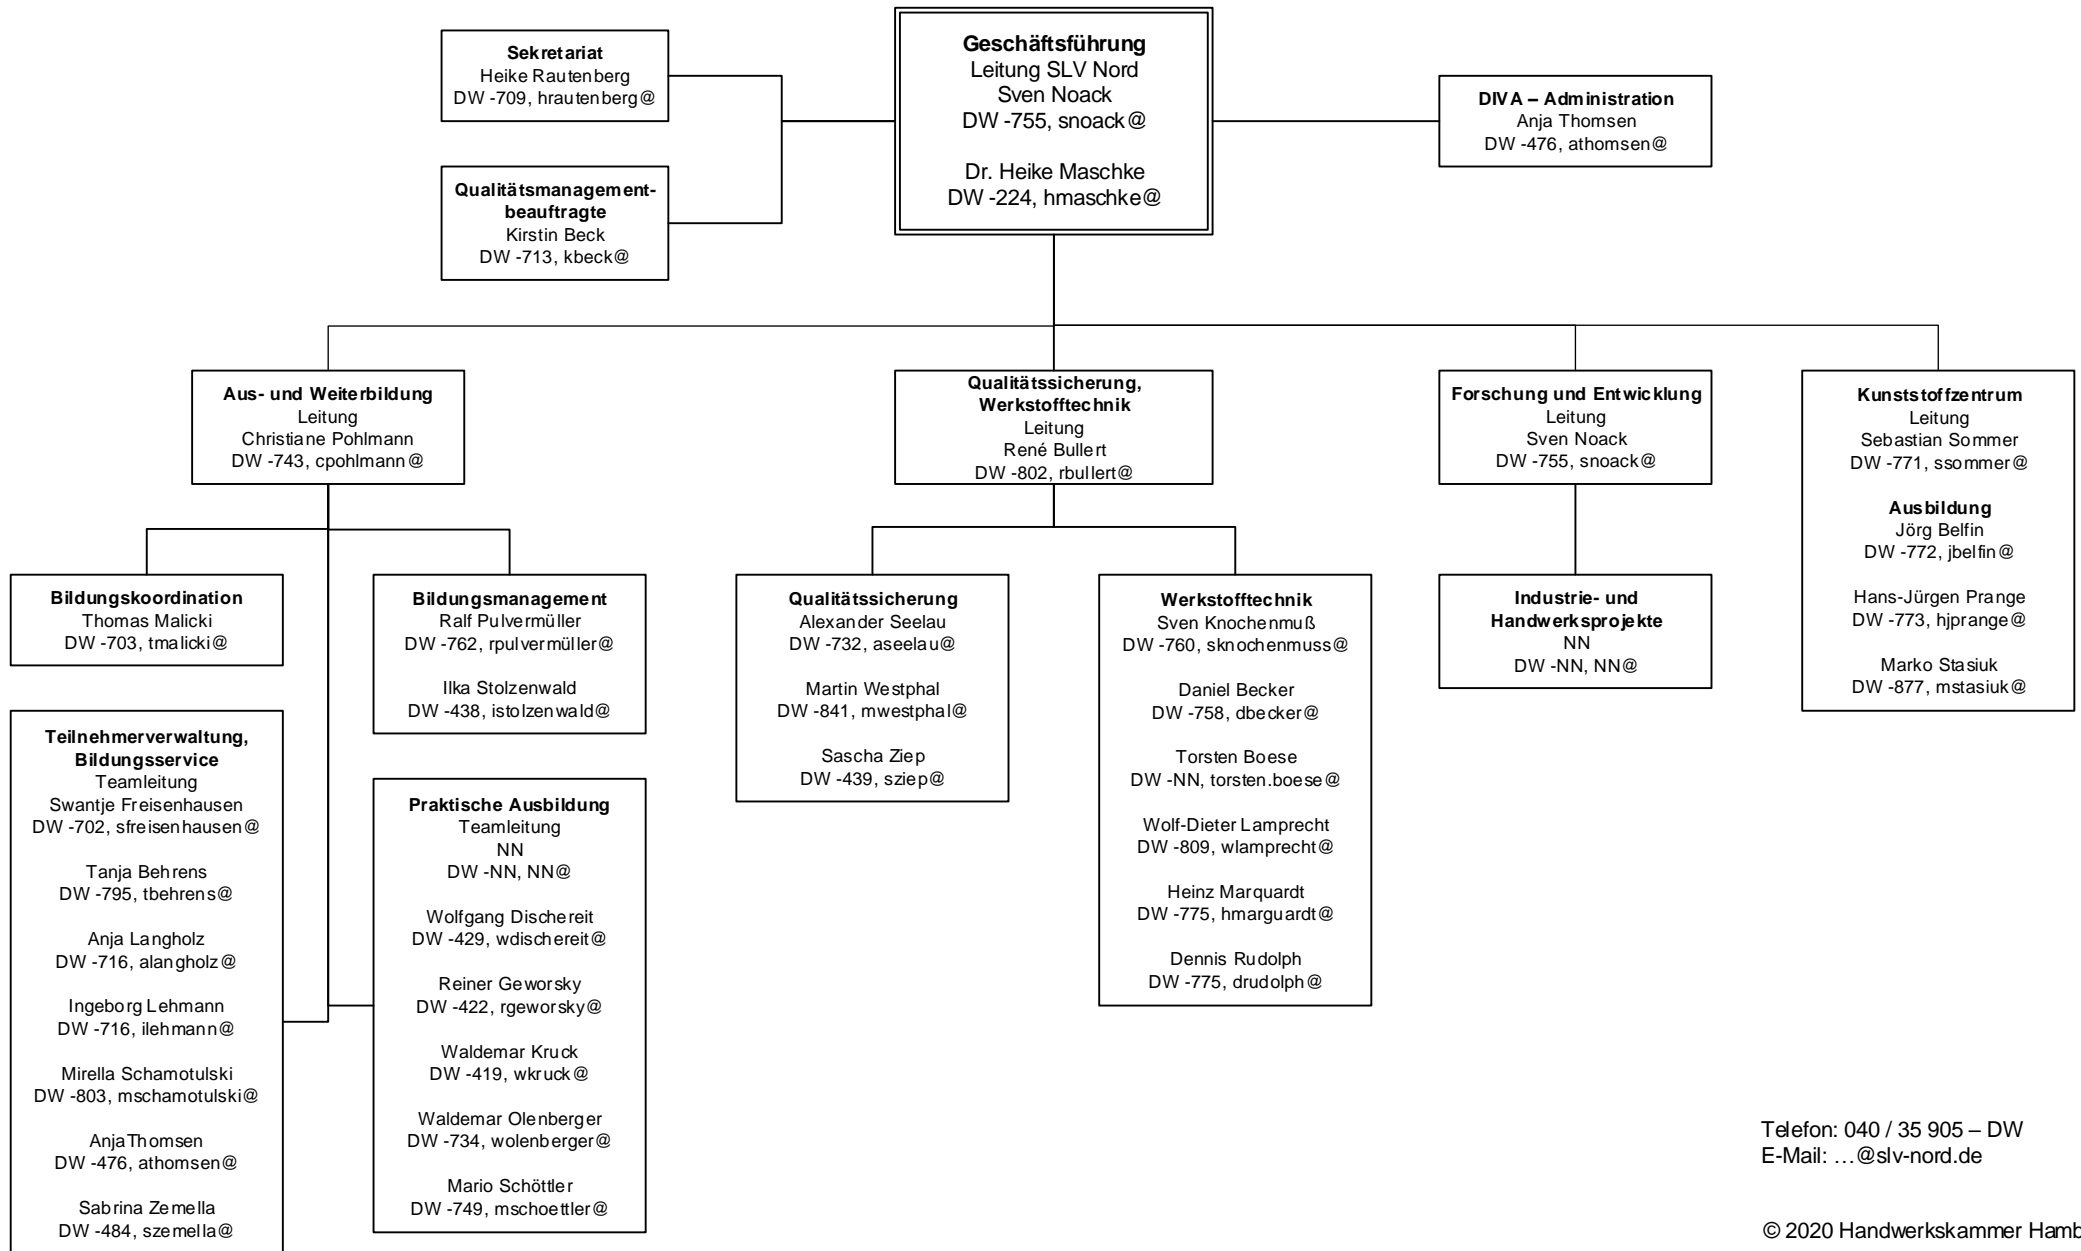 Geschäftsführung
Leitung SLV Nord
Sven Noack
DW -755, snoack@
Dr. Heike Maschke
DW -224, hmaschke@
Sekretariat
Heike Rautenberg
DW -709, hrautenberg@
Qualitätsmanagement-
beauftragte
Kirstin Beck
DW -713, kbeck@
DIVA – Administration
Anja Thomsen
DW -476, athomsen@
Aus- und Weiterbildung
Leitung
Christiane Pohlmann
DW -743, cpohlmann@
Qualitätssicherung,
Werkstofftechnik
Leitung
René Bullert
DW -802, rbullert@
Forschung und Entwicklung
Leitung
Sven Noack
DW -755, snoack@
Kunststoffzentrum
Leitung
Sebastian Sommer
DW -771, ssommer@
Ausbildung
Jörg Belfin
DW -772, jbelfin@
Hans-Jürgen Prange
DW -773, hjprange@
Marko Stasiuk
DW -877, mstasiuk@
Bildungskoordination
Thomas Malicki
DW -703, tmalicki@
Bildungsmanagement
Ralf Pulvermüller
DW -762, rpulvermüller@
Ilka Stolzenwald
DW -438, istolzenwald@
Qualitätssicherung
Alexander Seelau
DW -732, aseelau@
Martin Westphal
DW -841, mwestphal@
Sascha Ziep
DW -439, sziep@
Werkstofftechnik
Sven Knochenmuß
DW -760, sknochenmuss@
Daniel Becker
DW -758, dbecker@
Torsten Boese
DW -NN, torsten.boese@
Wolf-Dieter Lamprecht
DW -809, wlamprecht@
Heinz Marquardt
DW -775, hmarguardt@
Dennis Rudolph
DW -775, drudolph@
Industrie- und
Handwerksprojekte
NN
DW -NN, NN@
Teilnehmerverwaltung,
Bildungsservice
Teamleitung
Swantje Freisenhausen
DW -702, sfreisenhausen@
Tanja Behrens
DW -795, tbehrens@
Anja Langholz
DW -716, alangholz@
Ingeborg Lehmann
DW -716, ilehmann@
Mirella Schamotulski
DW -803, mschamotulski@
AnjaThomsen
DW -476, athomsen@
Sabrina Zemella
DW -484, szemella@
Praktische Ausbildung
Teamleitung
NN
DW -NN, NN@
Wolfgang Dischereit
DW -429, wdischereit@
Reiner Geworsky
DW -422, rgeworsky@
Waldemar Kruck
DW -419, wkruck@
Waldemar Olenberger
DW -734, wolenberger@
Mario Schöttler
DW -749, mschoettler@
Telefon: 040 / 35 905 – DW
E-Mail: …@slv-nord.de
© 2020 Handwerkskammer Hamb